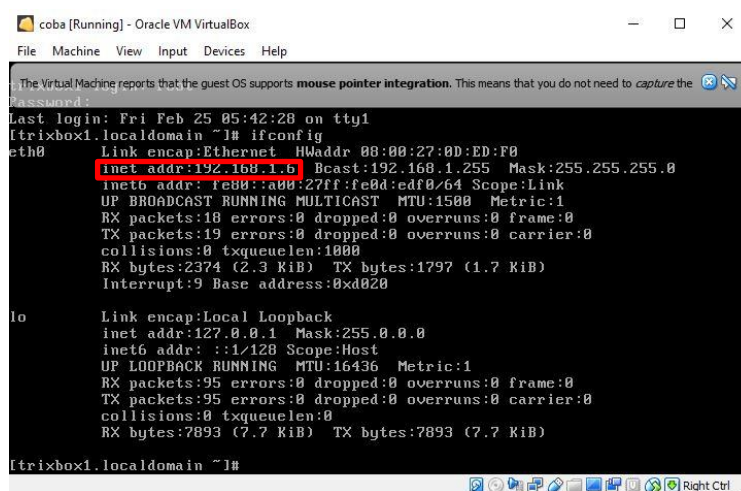 coba [Running] - Oracle VM VirtualBox
File Machine View Input Devices Help
The Virtual Machine reports that the guest OS supports mouse pointer integration. This means that you do not need to capture the
Password:
Last login: Fri Feb 25 05:42:28 on tty1
[trixbox1.localdomain ~]# ifconfig
eth0 Link encap:Ethernet HWaddr 08:00:27:0D:ED:F0
inet addr:192.168.1.6 Bcast:192.168.1.255 Mask:255.255.255.0
inet6 addr: fe80::a00:27ff:fe0d:edf0/64 Scope:Link
UP BROADCAST RUNNING MULTICAST MTU:1500 Metric:1
RX packets:18 errors:0 dropped:0 overruns:0 frame:0
TX packets:19 errors:0 dropped:0 overruns:0 carrier:0
collisions:0 txqueuelen:1000
RX bytes:2374 (2.3 KiB) TX bytes:1797 (1.7 KiB)
Interrupt:9 Base address:0xd020
lo Link encap:Local Loopback
inet addr:127.0.0.1 Mask:255.0.0.0
inet6 addr: ::1/128 Scope:Host
UP LOOPBACK RUNNING MTU:16436 Metric:1
RX packets:95 errors:0 dropped:0 overruns:0 frame:0
TX packets:95 errors:0 dropped:0 overruns:0 carrier:0
collisions:0 txqueuelen:0
RX bytes:7893 (7.7 KiB) TX bytes:7893 (7.7 KiB)
[trixbox1.localdomain ~]#
Right Ctrl